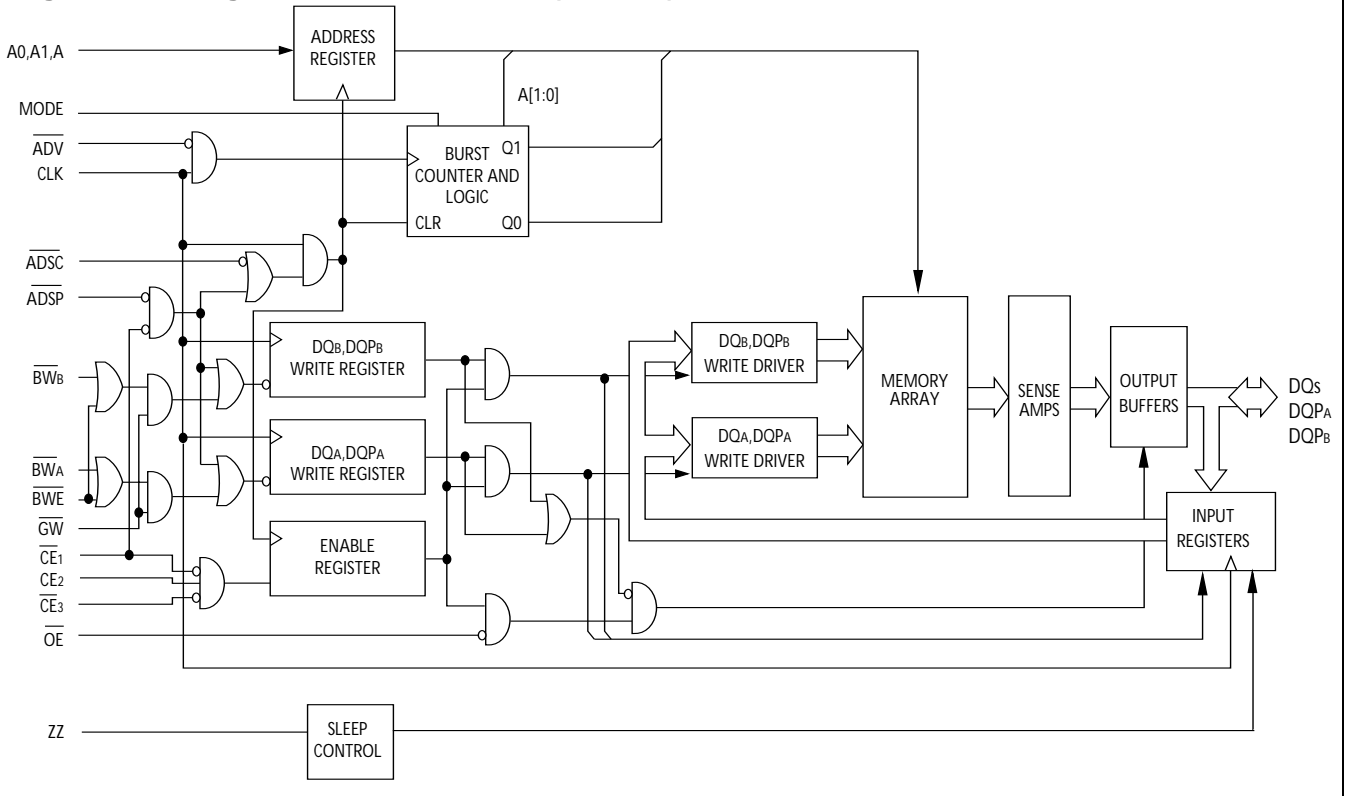 A0,A1,A
ADDRESS
REGISTER
MODE
A[1:0]
ADV
CLK
BURST
COUNTER AND
LOGIC
Q1
CLR
Q0
ADSC
ADSP
DQB,DQPB
WRITE REGISTER
DQB,DQPB
WRITE DRIVER
BWB
MEMORY
ARRAY
SENSE
AMPS
OUTPUT
BUFFERS
DQs
DQPA
DQPB
DQA,DQPA
WRITE REGISTER
DQA,DQPA
WRITE DRIVER
BWA
BWE
GW
INPUT
REGISTERS
CE1
CE2
CE3
ENABLE
REGISTER
OE
ZZ
SLEEP
CONTROL